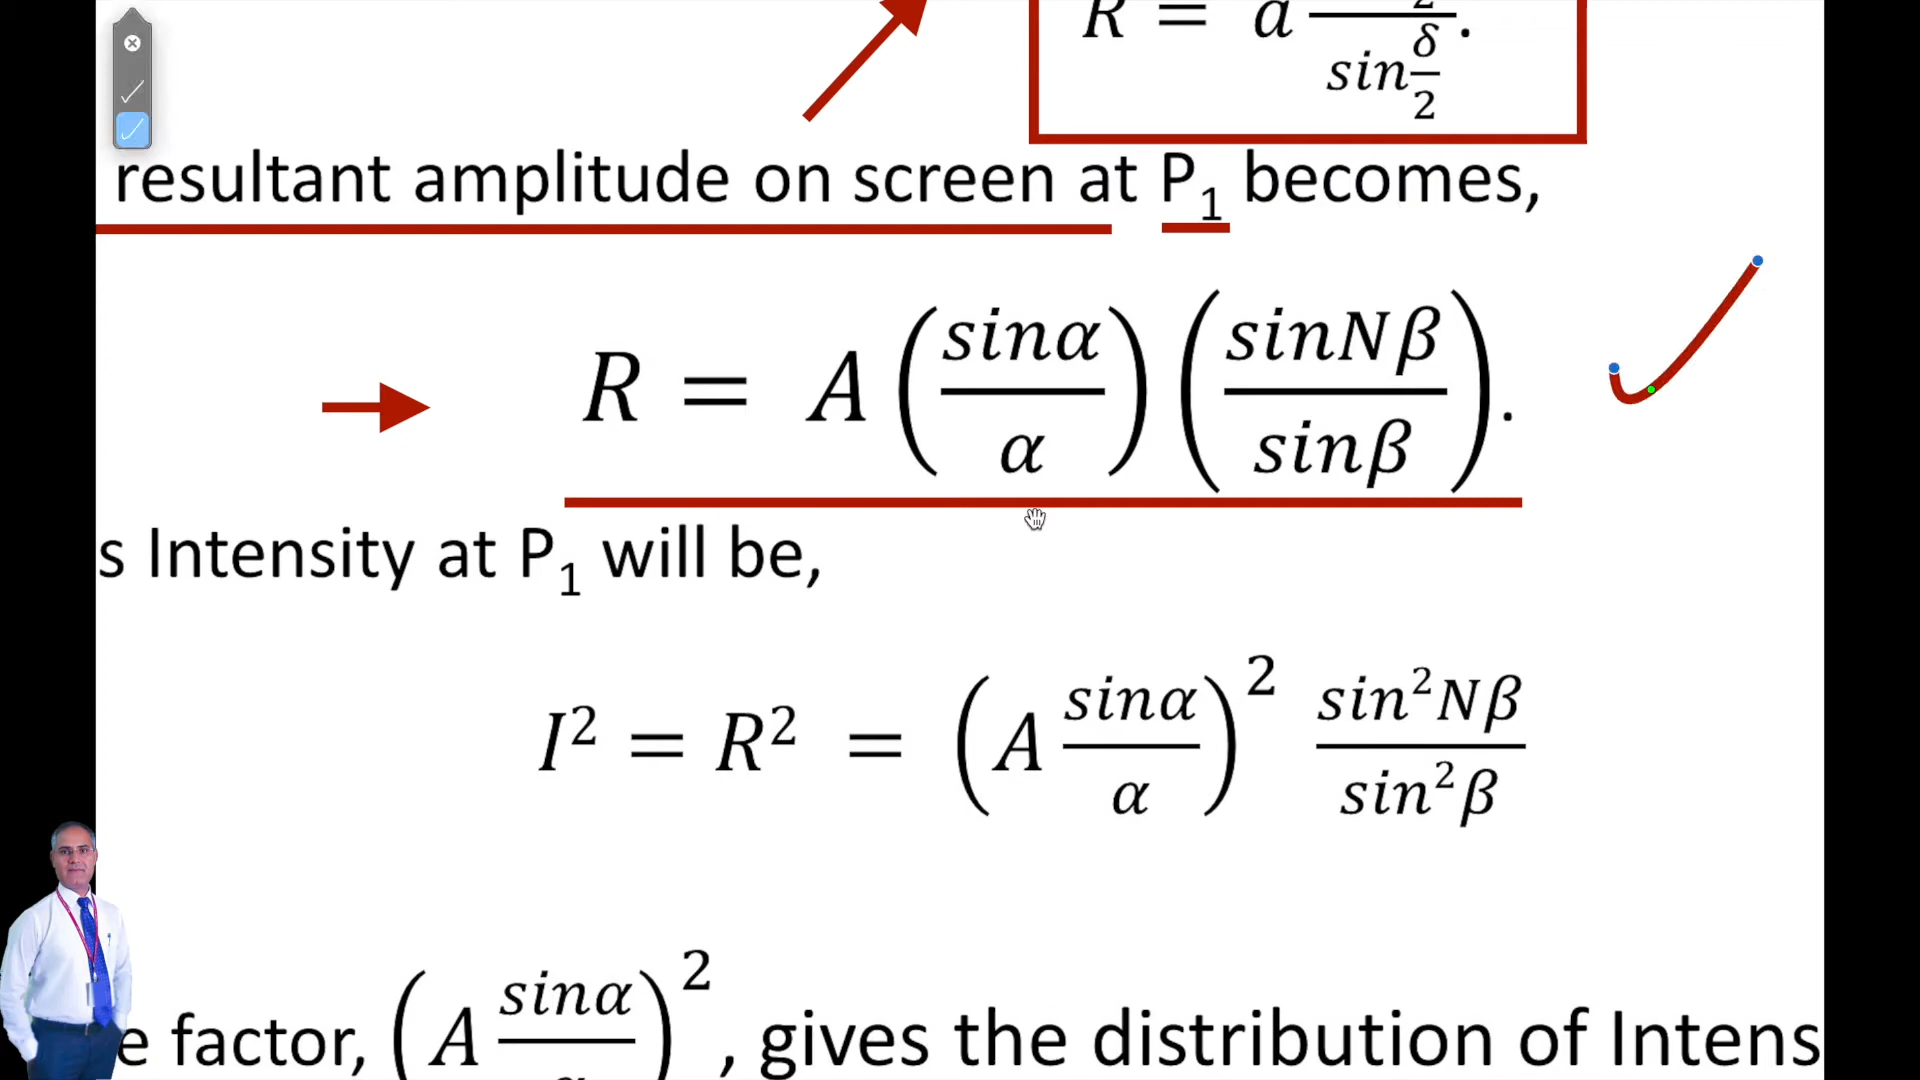 R = a / sin δ/2 .
resultant amplitude on screen at P₁ becomes,
R = A (sinα/α) (sinNβ/sinβ).
s Intensity at P₁ will be,
I² = R² = (A sinα/α)² sin²Nβ/sin²β
e factor, (A sinα/α)², gives the distribution of Intens